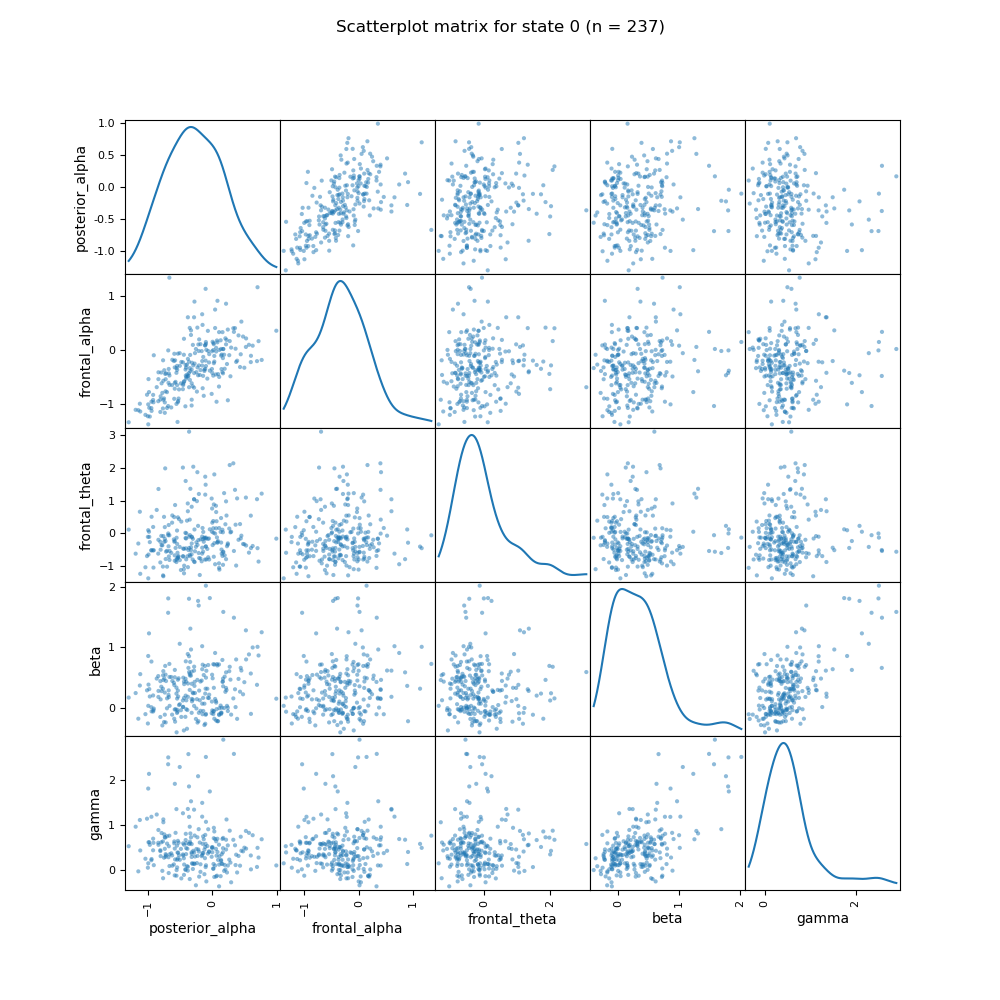 Scatterplot matrix for state 0 (n = 237)
1.0
0.5
0.0
-0.5
-1.0
posterior_alpha
1
0
−1
frontal_alpha
3
2
1
0
−1
frontal_theta
2
1
0
beta
2
1
0
gamma
−1 0 1 −1 0 1 0 2 0 1 2 0 2
posterior_alpha frontal_alpha frontal_theta beta gamma